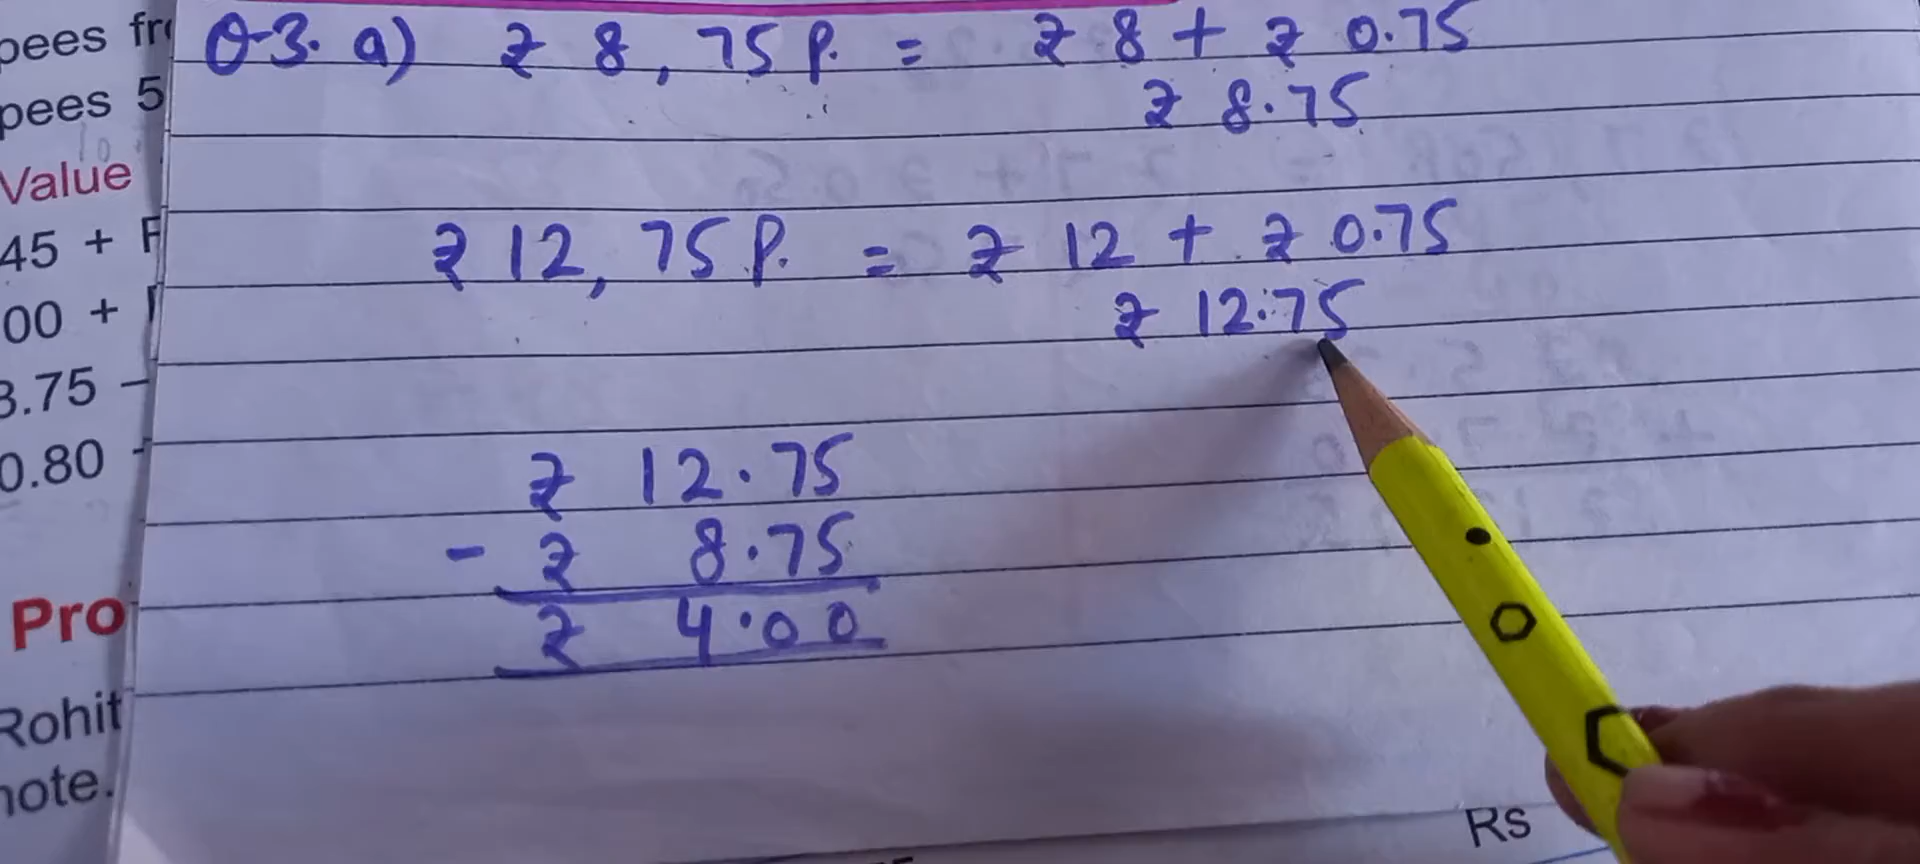 Q-3. a) ₹ 8, 75 P. = ₹ 8 + ₹ 0.75
₹ 8.75
₹ 12, 75 P. = ₹ 12 + ₹ 0.75
₹ 12.75
₹ 12.75
- ₹ 8.75
₹ 4.00
pees
pees 5
Value
45 +
00 +
3.75 -
0.80 -
Pro
Rohit
note.
Rs